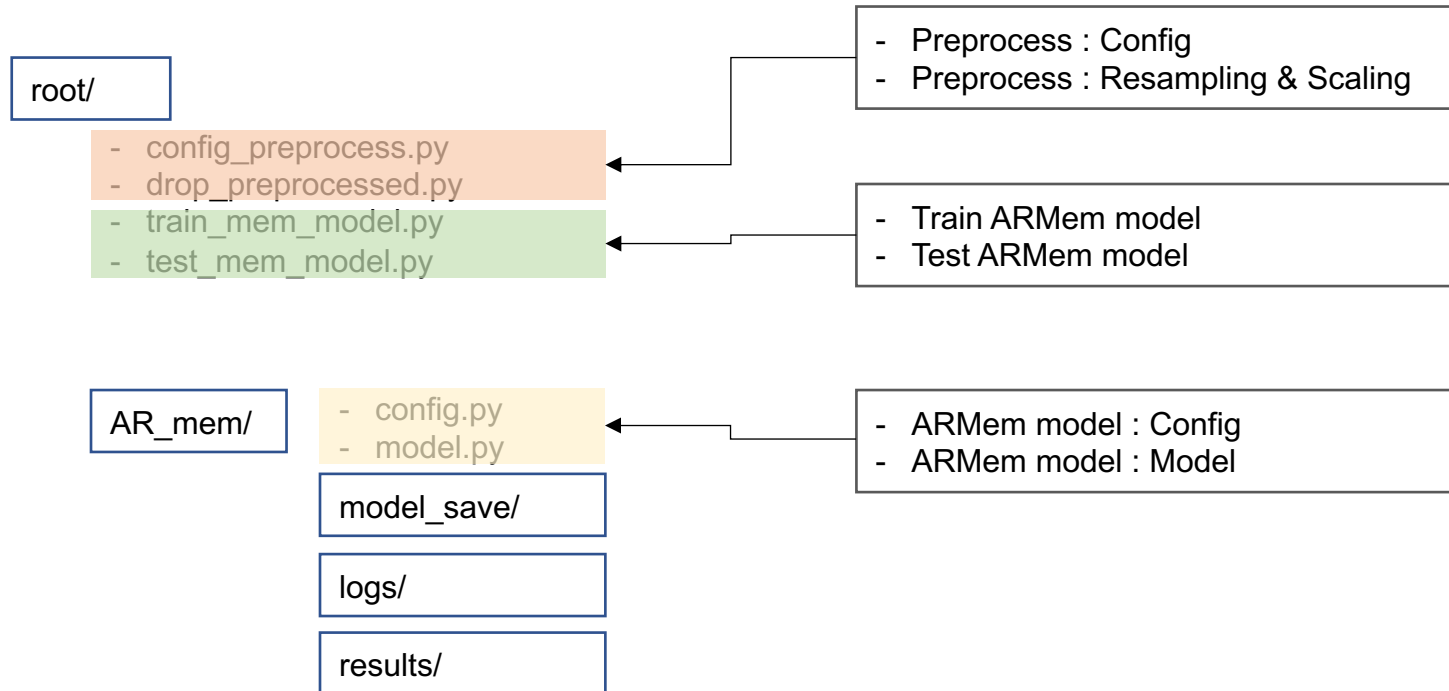 root/
- config_preprocess.py
- drop_preprocessed.py
- train_mem_model.py
- test_mem_model.py
- Preprocess : Config
- Preprocess : Resampling & Scaling
- Train ARMem model
- Test ARMem model
AR_mem/
- config.py
- model.py
- ARMem model : Config
- ARMem model : Model
model_save/
logs/
results/